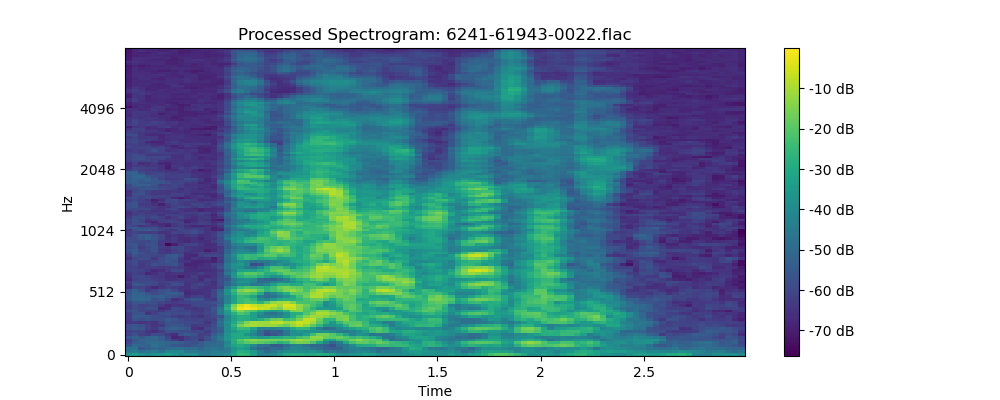 Processed Spectrogram: 6241-61943-0022.flac
4096
2048
1024
512
0
Hz
0 0.5 1 1.5 2 2.5
Time
-10 dB
-20 dB
-30 dB
-40 dB
-50 dB
-60 dB
-70 dB